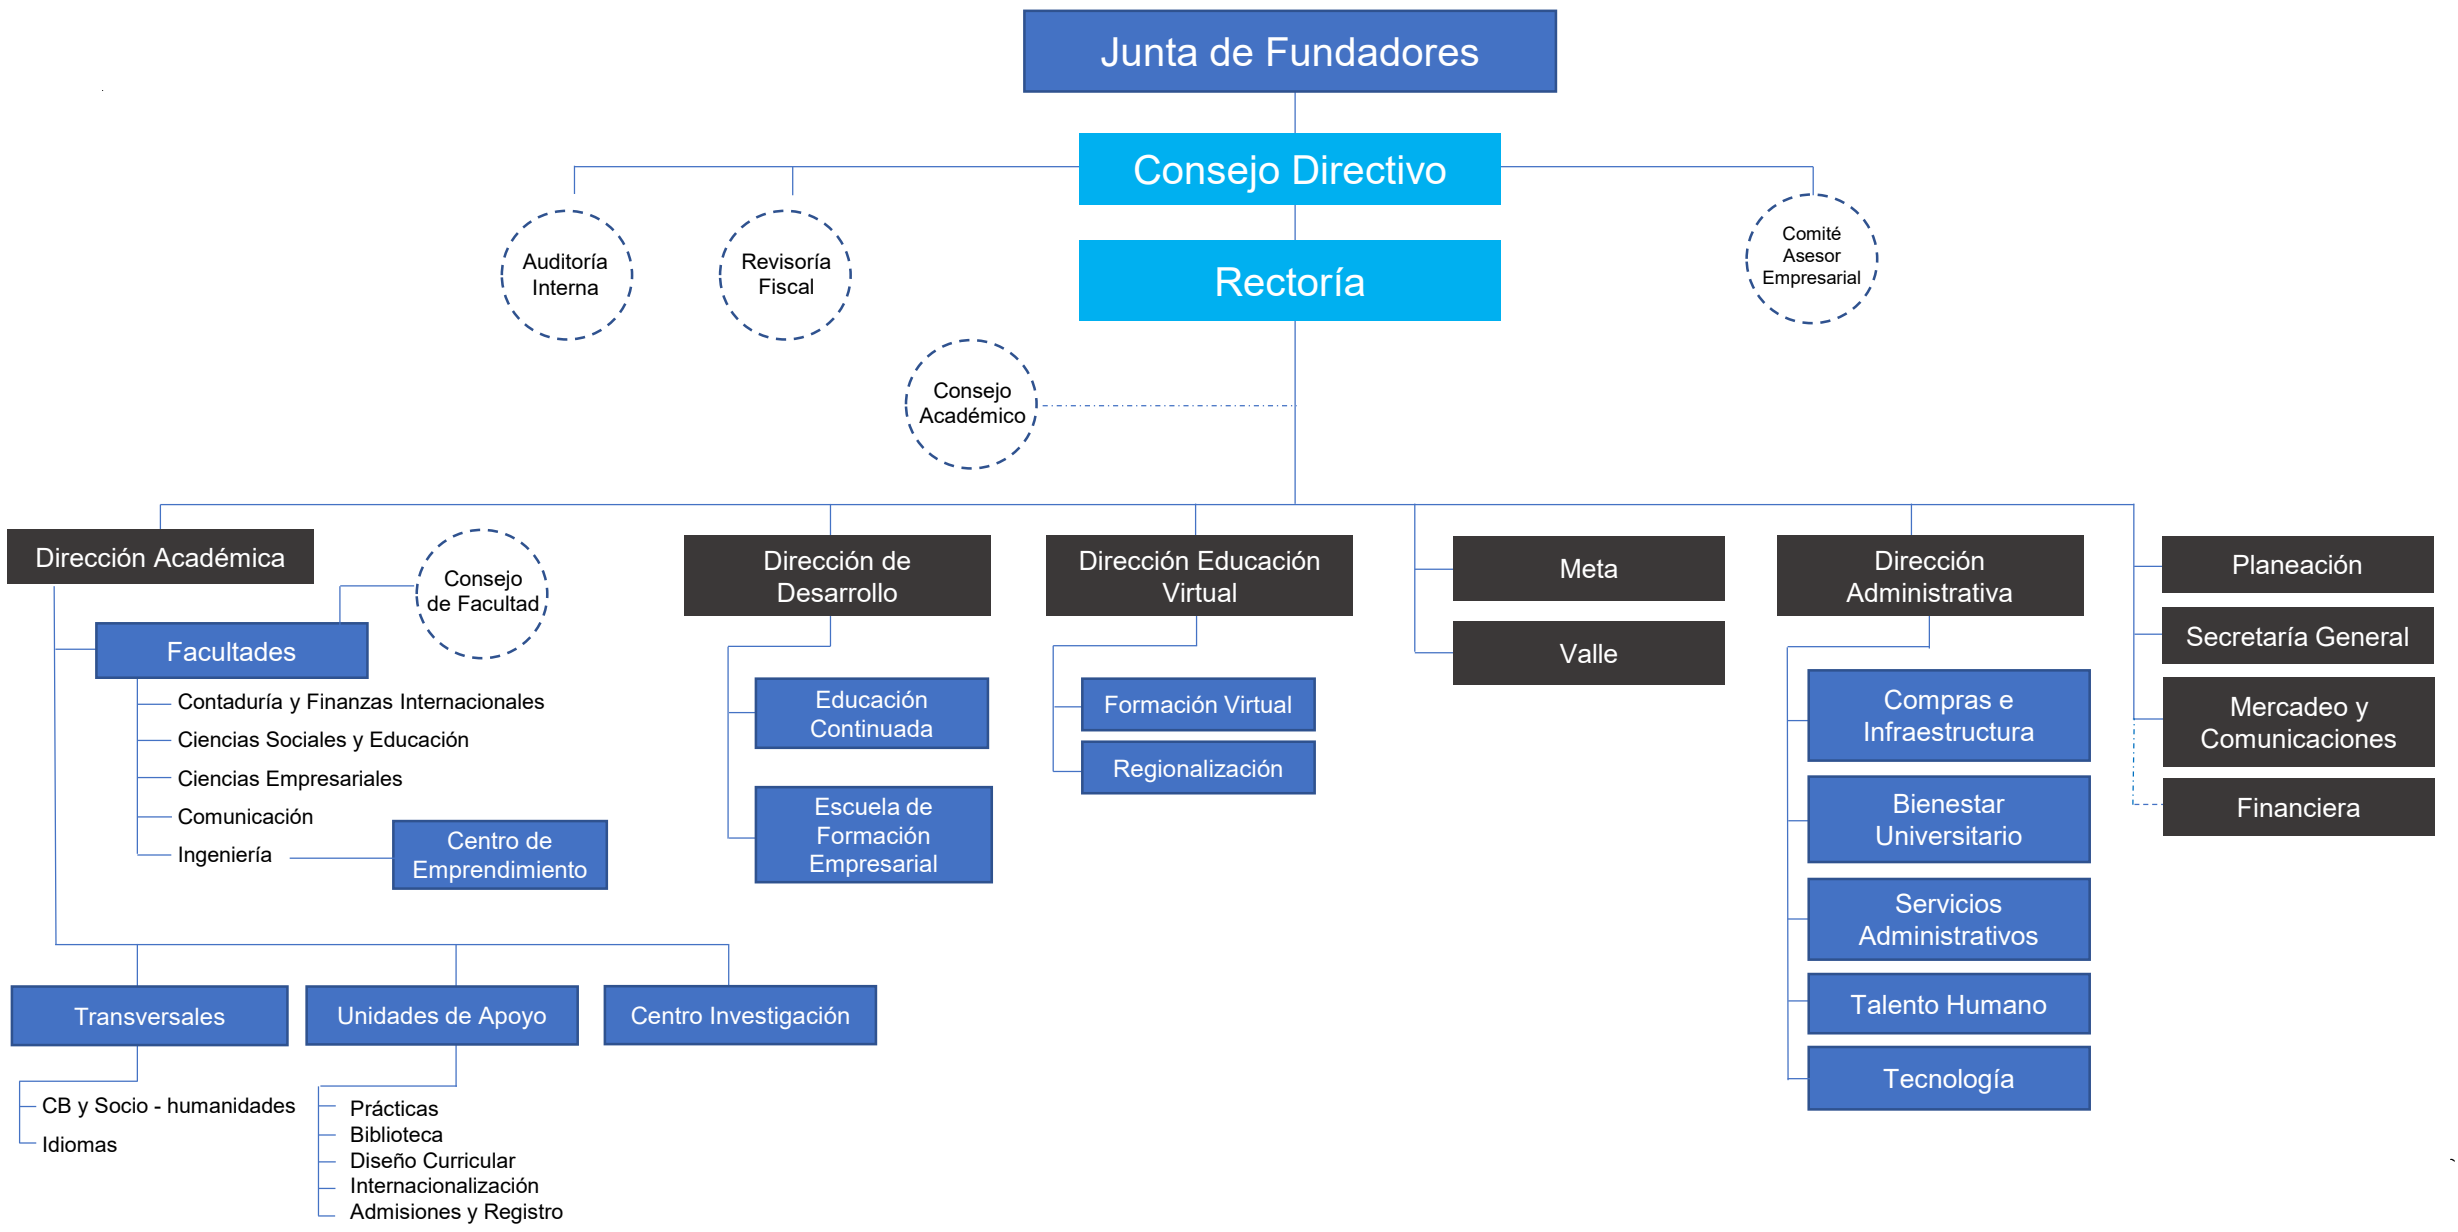 Junta de Fundadores
Consejo Directivo
Auditoría
Interna
Revisoría
Fiscal
Comité
Asesor
Empresarial
Rectoría
Consejo
Académico
Dirección Académica
Consejo
de Facultad
Facultades
Contaduría y Finanzas Internacionales
Ciencias Sociales y Educación
Ciencias Empresariales
Comunicación
Ingeniería
Centro de
Emprendimiento
Transversales
CB y Socio - humanidades
Idiomas
Unidades de Apoyo
Prácticas
Biblioteca
Diseño Curricular
Internacionalización
Admisiones y Registro
Centro Investigación
Dirección de
Desarrollo
Educación
Continuada
Escuela de
Formación
Empresarial
Dirección Educación
Virtual
Formación Virtual
Regionalización
Meta
Valle
Dirección
Administrativa
Compras e
Infraestructura
Bienestar
Universitario
Servicios
Administrativos
Talento Humano
Tecnología
Planeación
Secretaría General
Mercadeo y
Comunicaciones
Financiera